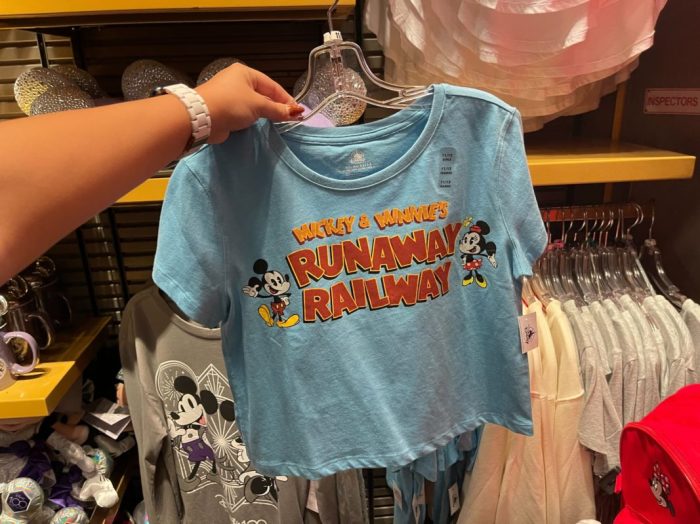 MICKEY & MINNIE'S
RUNAWAY
RAILWAY
INSPECTORS